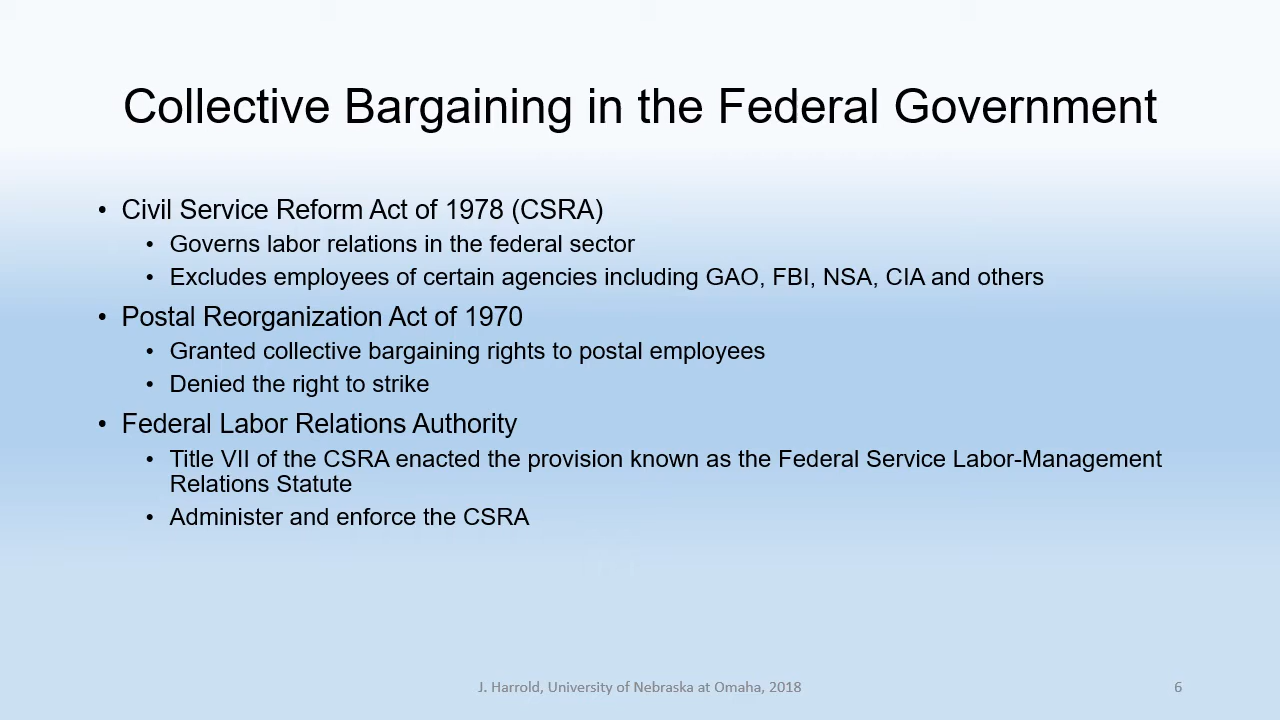 Collective Bargaining in the Federal Government
• Civil Service Reform Act of 1978 (CSRA)
• Governs labor relations in the federal sector
• Excludes employees of certain agencies including GAO, FBI, NSA, CIA and others
• Postal Reorganization Act of 1970
• Granted collective bargaining rights to postal employees
• Denied the right to strike
• Federal Labor Relations Authority
• Title VII of the CSRA enacted the provision known as the Federal Service Labor-Management
Relations Statute
• Administer and enforce the CSRA
J. Harrold, University of Nebraska at Omaha, 2018
6